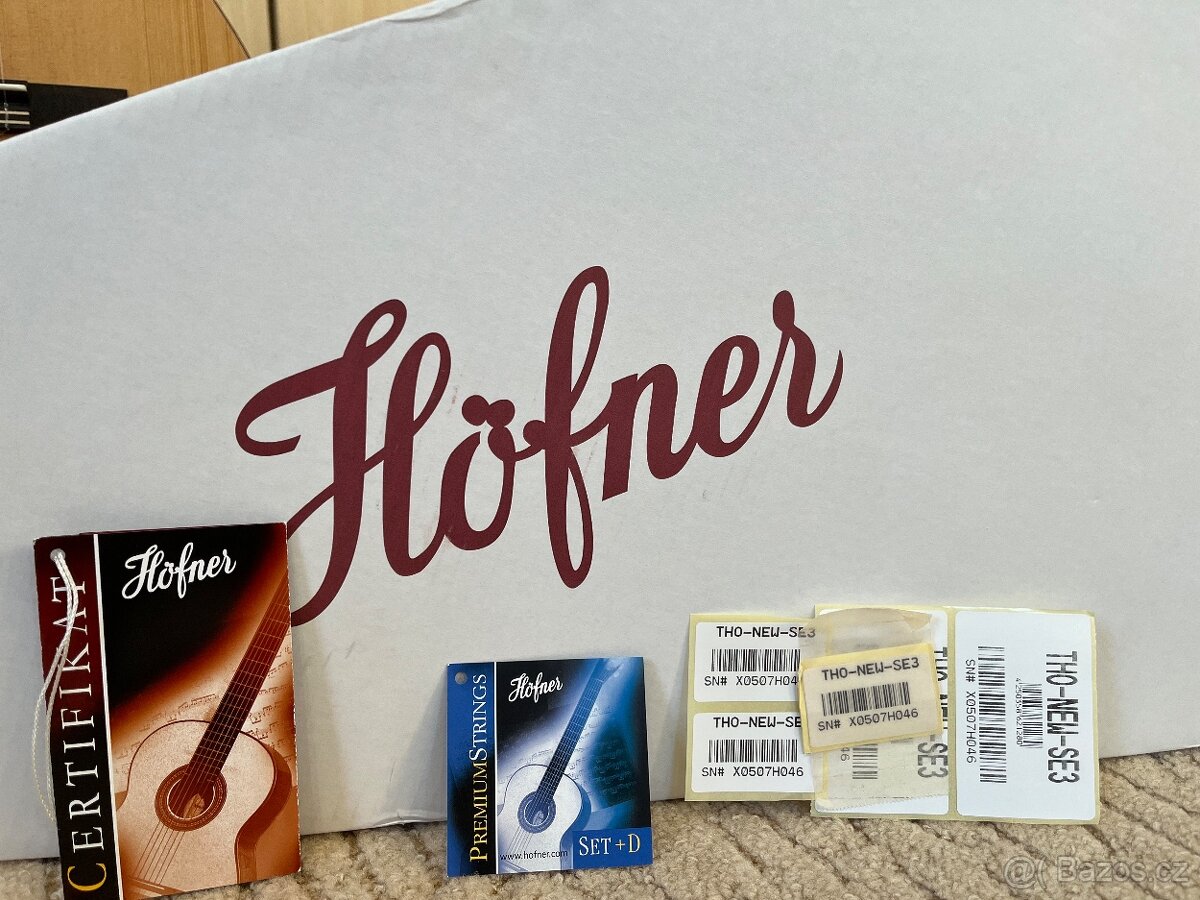 Höfner
CERTIFIKAT
Höfner
PREMIUMSTRINGS
Höfner
www.hofner.com
SET+D
THO-NEW-SE3
SN# X0507H046
THO-NEW-SE
SN# X0507H046
THO-NEW-SE3
SN# X0507H046
THO-NEW-SE3
SN# X0507H046
@ Bazos.cz